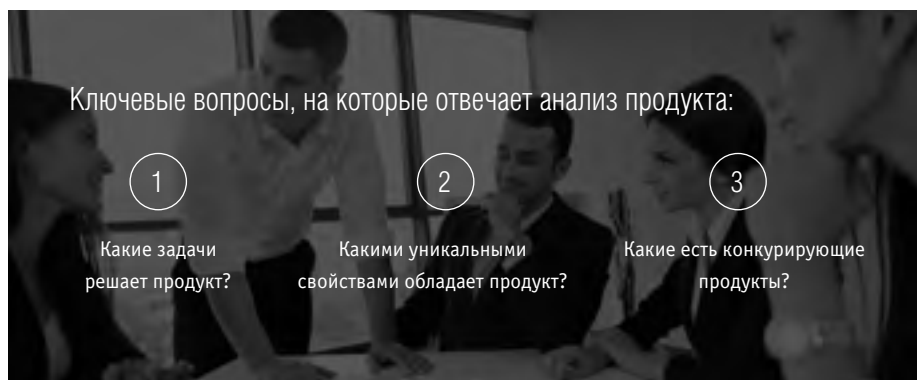 Ключевые вопросы, на которые отвечает анализ продукта:
1
Какие задачи
решает продукт?
2
Какими уникальными
свойствами обладает продукт?
3
Какие есть конкурирующие
продукты?